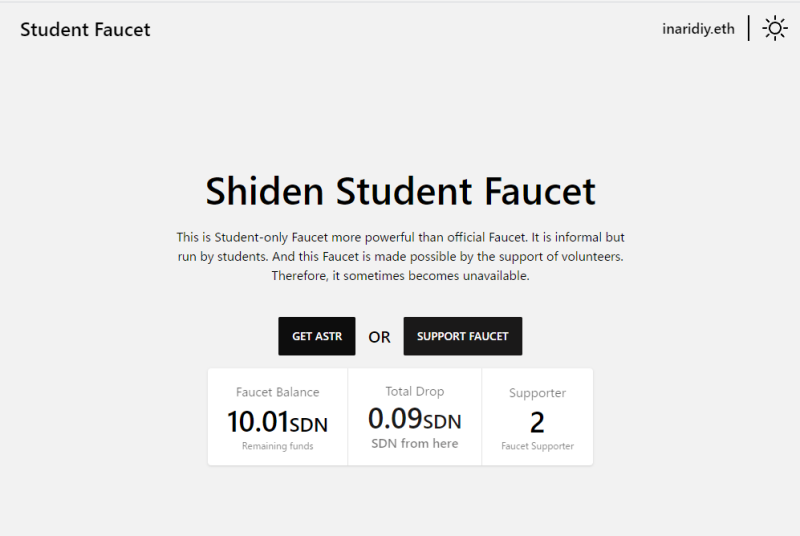 Student Faucet
inaridiy.eth
Shiden Student Faucet
This is Student-only Faucet more powerful than official Faucet. It is informal but
run by students. And this Faucet is made possible by the support of volunteers.
Therefore, it sometimes becomes unavailable.
GET ASTR
OR
SUPPORT FAUCET
Faucet Balance
10.01SDN
Remaining funds
Total Drop
0.09SDN
SDN from here
Supporter
2
Faucet Supporter